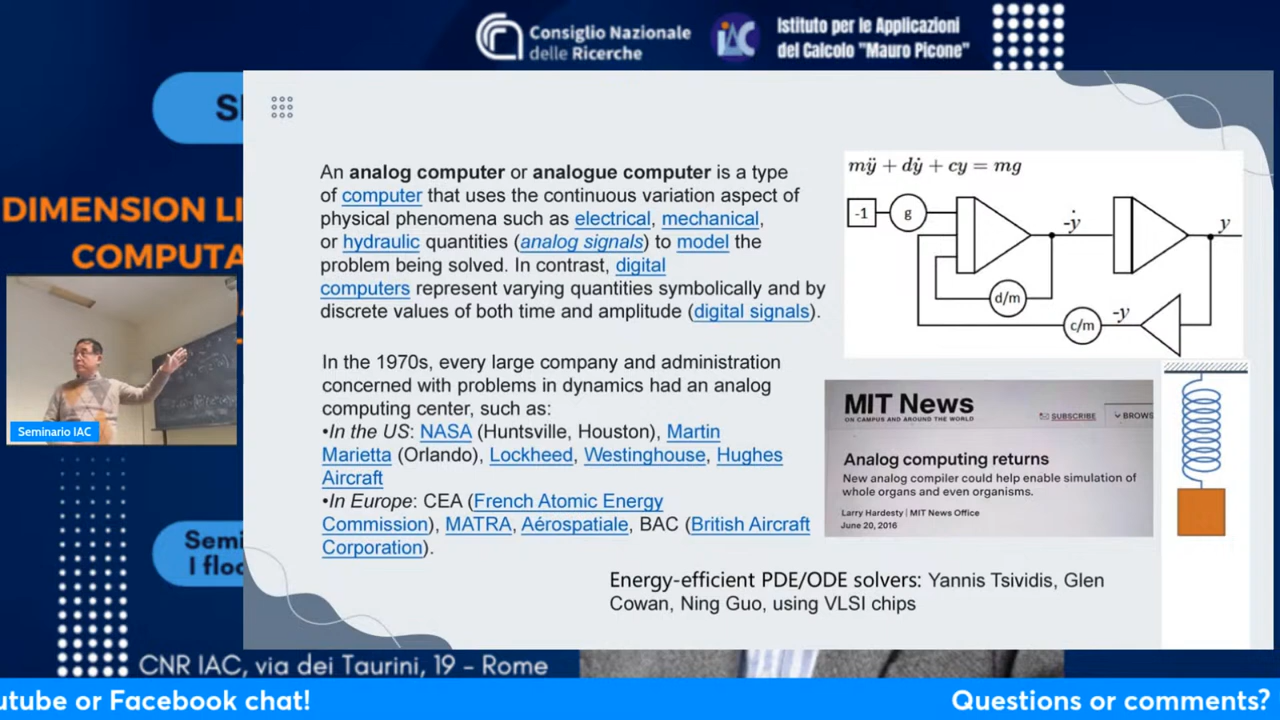 Consiglio Nazionale
delle Ricerche
iAC
Istituto per le Applicazioni
del Calcolo "Mauro Picone"
DIMENSION LI
COMPUTA
Seminario IAC
Semi
I floc
An analog computer or analogue computer is a type
of computer that uses the continuous variation aspect of
physical phenomena such as electrical, mechanical,
or hydraulic quantities (analog signals) to model the
problem being solved. In contrast, digital
computers represent varying quantities symbolically and by
discrete values of both time and amplitude (digital signals).
In the 1970s, every large company and administration
concerned with problems in dynamics had an analog
computing center, such as:
•In the US: NASA (Huntsville, Houston), Martin
Marietta (Orlando), Lockheed, Westinghouse, Hughes
Aircraft
•In Europe: CEA (French Atomic Energy
Commission), MATRA, Aérospatiale, BAC (British Aircraft
Corporation).
mÿ + dẏ + cy = mg
-1
g
-ẏ
y
d/m
c/m
-y
MIT News
ON CAMPUS AND AROUND THE WORLD
SUBSCRIBE
BROWS
Analog computing returns
New analog compiler could help enable simulation of
whole organs and even organisms.
Larry Hardesty | MIT News Office
June 20, 2016
Energy-efficient PDE/ODE solvers: Yannis Tsividis, Glen
Cowan, Ning Guo, using VLSI chips
CNR IAC, via dei Taurini, 19 - Rome
utube or Facebook chat!
Questions or comments?